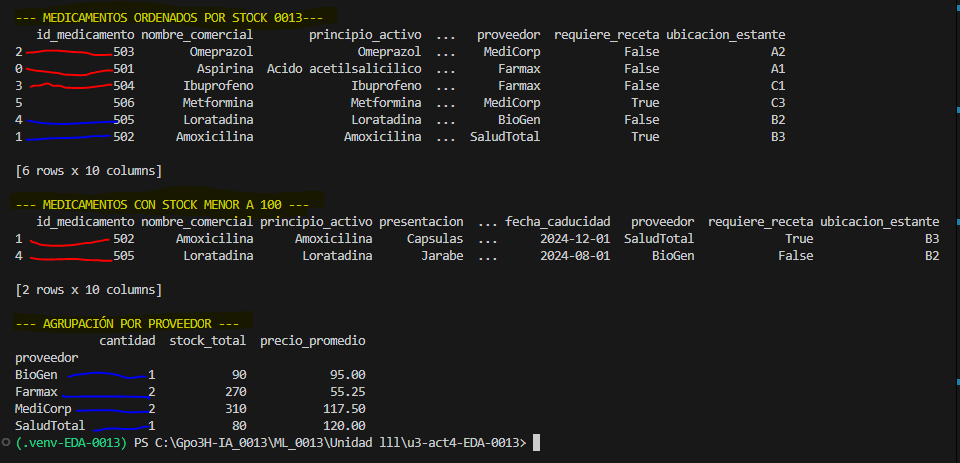 --- MEDICAMENTOS ORDENADOS POR STOCK 0013---
id_medicamento nombre_comercial principio_activo ... proveedor requiere_receta ubicacion_estante
2 503 Omeprazol Omeprazol ... MediCorp False A2
0 501 Aspirina Acido acetilsalicilico ... Farmax False A1
3 504 Ibuprofeno Ibuprofeno ... Farmax False C1
5 506 Metformina Metformina ... MediCorp True C3
4 505 Loratadina Loratadina ... BioGen False B2
1 502 Amoxicilina Amoxicilina ... SaludTotal True B3
[6 rows x 10 columns]
--- MEDICAMENTOS CON STOCK MENOR A 100 ---
id_medicamento nombre_comercial principio_activo presentacion ... fecha_caducidad proveedor requiere_receta ubicacion_estante
1 502 Amoxicilina Amoxicilina Capsulas ... 2024-12-01 SaludTotal True B3
4 505 Loratadina Loratadina Jarabe ... 2024-08-01 BioGen False B2
[2 rows x 10 columns]
--- AGRUPACIÓN POR PROVEEDOR ---
cantidad stock_total precio_promedio
proveedor
BioGen 1 90 95.00
Farmax 2 270 55.25
MediCorp 2 310 117.50
SaludTotal 1 80 120.00
(.venv-EDA-0013) PS C:\Gpo3H-IA_0013\ML_0013\Unidad lll\u3-act4-EDA-0013>